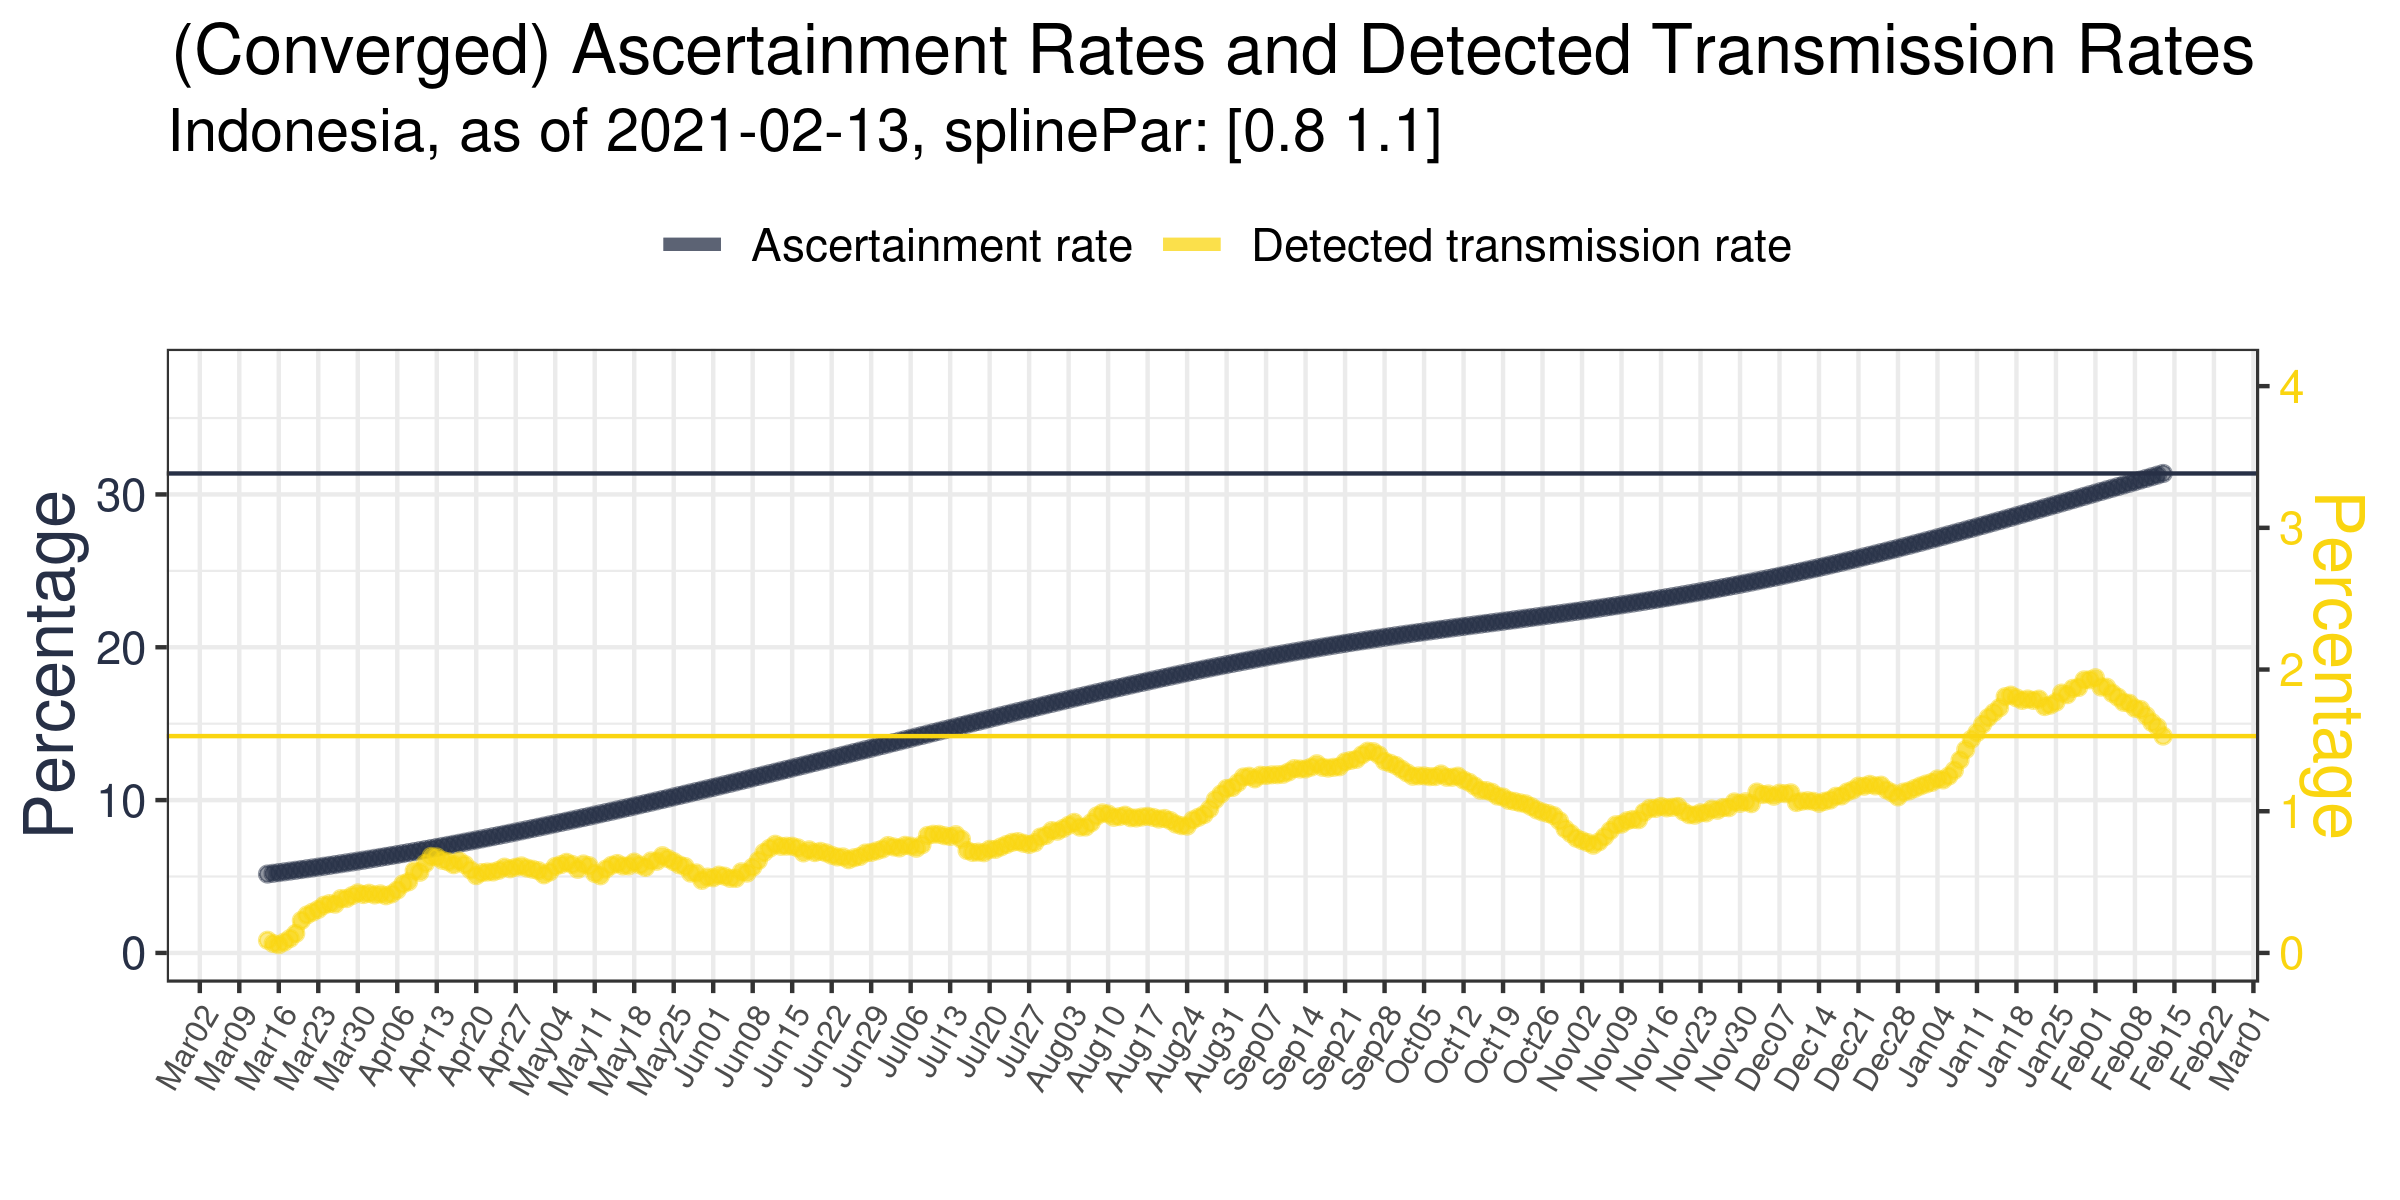 (Converged) Ascertainment Rates and Detected Transmission Rates
Indonesia, as of 2021-02-13, splinePar: [0.8 1.1]
Ascertainment rate
Detected transmission rate
Percentage
30
20
10
0
4
3
2
1
0
Percentage
Mar02
Mar09
Mar16
Mar23
Mar30
Apr06
Apr13
Apr20
Apr27
May04
May11
May18
May25
Jun01
Jun08
Jun15
Jun22
Jun29
Jul06
Jul13
Jul20
Jul27
Aug03
Aug10
Aug17
Aug24
Aug31
Sep07
Sep14
Sep21
Sep28
Oct05
Oct12
Oct19
Oct26
Nov02
Nov09
Nov16
Nov23
Nov30
Dec07
Dec14
Dec21
Dec28
Jan04
Jan11
Jan18
Jan25
Feb01
Feb08
Feb15
Feb22
Mar01